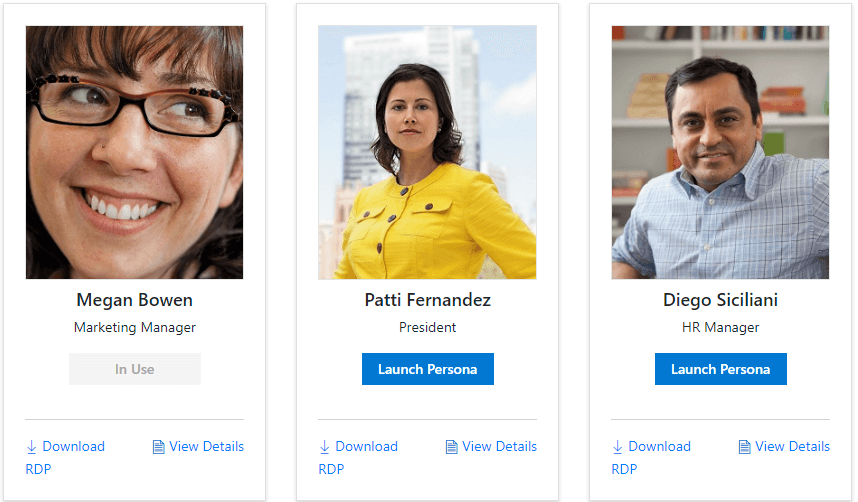 Megan Bowen
Marketing Manager
In Use
Download RDP
View Details
Patti Fernandez
President
Launch Persona
Download RDP
View Details
Diego Siciliani
HR Manager
Launch Persona
Download RDP
View Details